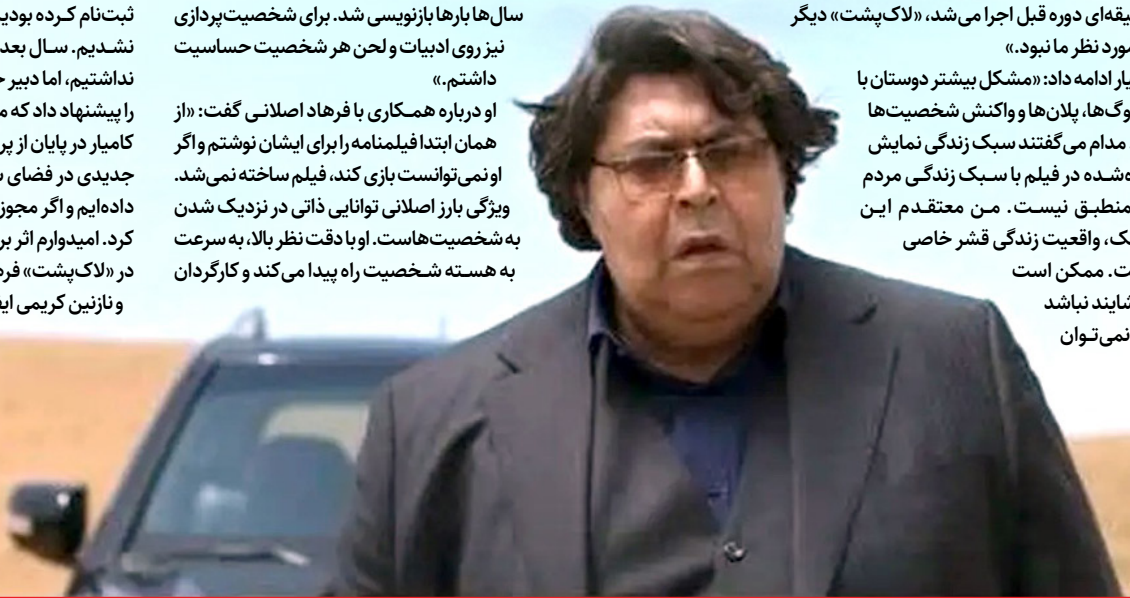 یقه‌ای دوره قبل اجرا می‌شد، «لاک‌پشت» دیگر
مورد نظر ما نبود.»
یار ادامه داد: «مشکل بیشتر دوستان با
وگ‌ها، پلان‌ها و واکنش شخصیت‌ها
مدام می‌گفتند سبک زندگی نمایش
ه‌شده در فیلم با سبک زندگی مردم
منطبق نیست. من معتقدم این
ک، واقعیت زندگی قشر خاصی
ت. ممکن است
شایند نباشد
نمی‌توان
سال‌ها بارها بازنویسی شد. برای شخصیت‌پردازی
نیز روی ادبیات و لحن هر شخصیت حساسیت
داشتم.»
او درباره همکاری با فرهاد اصلانی گفت: «از
همان ابتدا فیلمنامه را برای ایشان نوشتم و اگر
او نمی‌توانست بازی کند، فیلم ساخته نمی‌شد.
ویژگی بارز اصلانی توانایی ذاتی در نزدیک شدن
به شخصیت‌هاست. او با دقت نظر بالا، به سرعت
به هسته شخصیت راه پیدا می‌کند و کارگردان
ثبت‌نام کرده بودیم
نشدیم. سال بعد
نداشتیم، اما دبیر ج
را پیشنهاد داد که م
کامیار در پایان از پر
جدیدی در فضای س
داده‌ایم و اگر مجوز
کرد. امیدوارم اثر بر
در «لاک‌پشت» فره
و نازنین کریمی ایف